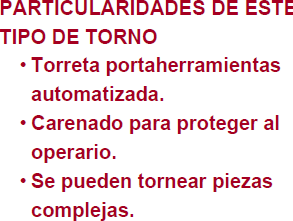 PARTICULARIDADES DE ESTE
TIPO DE TORNO
• Torreta portaherramientas
automatizada.
• Carenado para proteger al
operario.
• Se pueden tornear piezas
complejas.